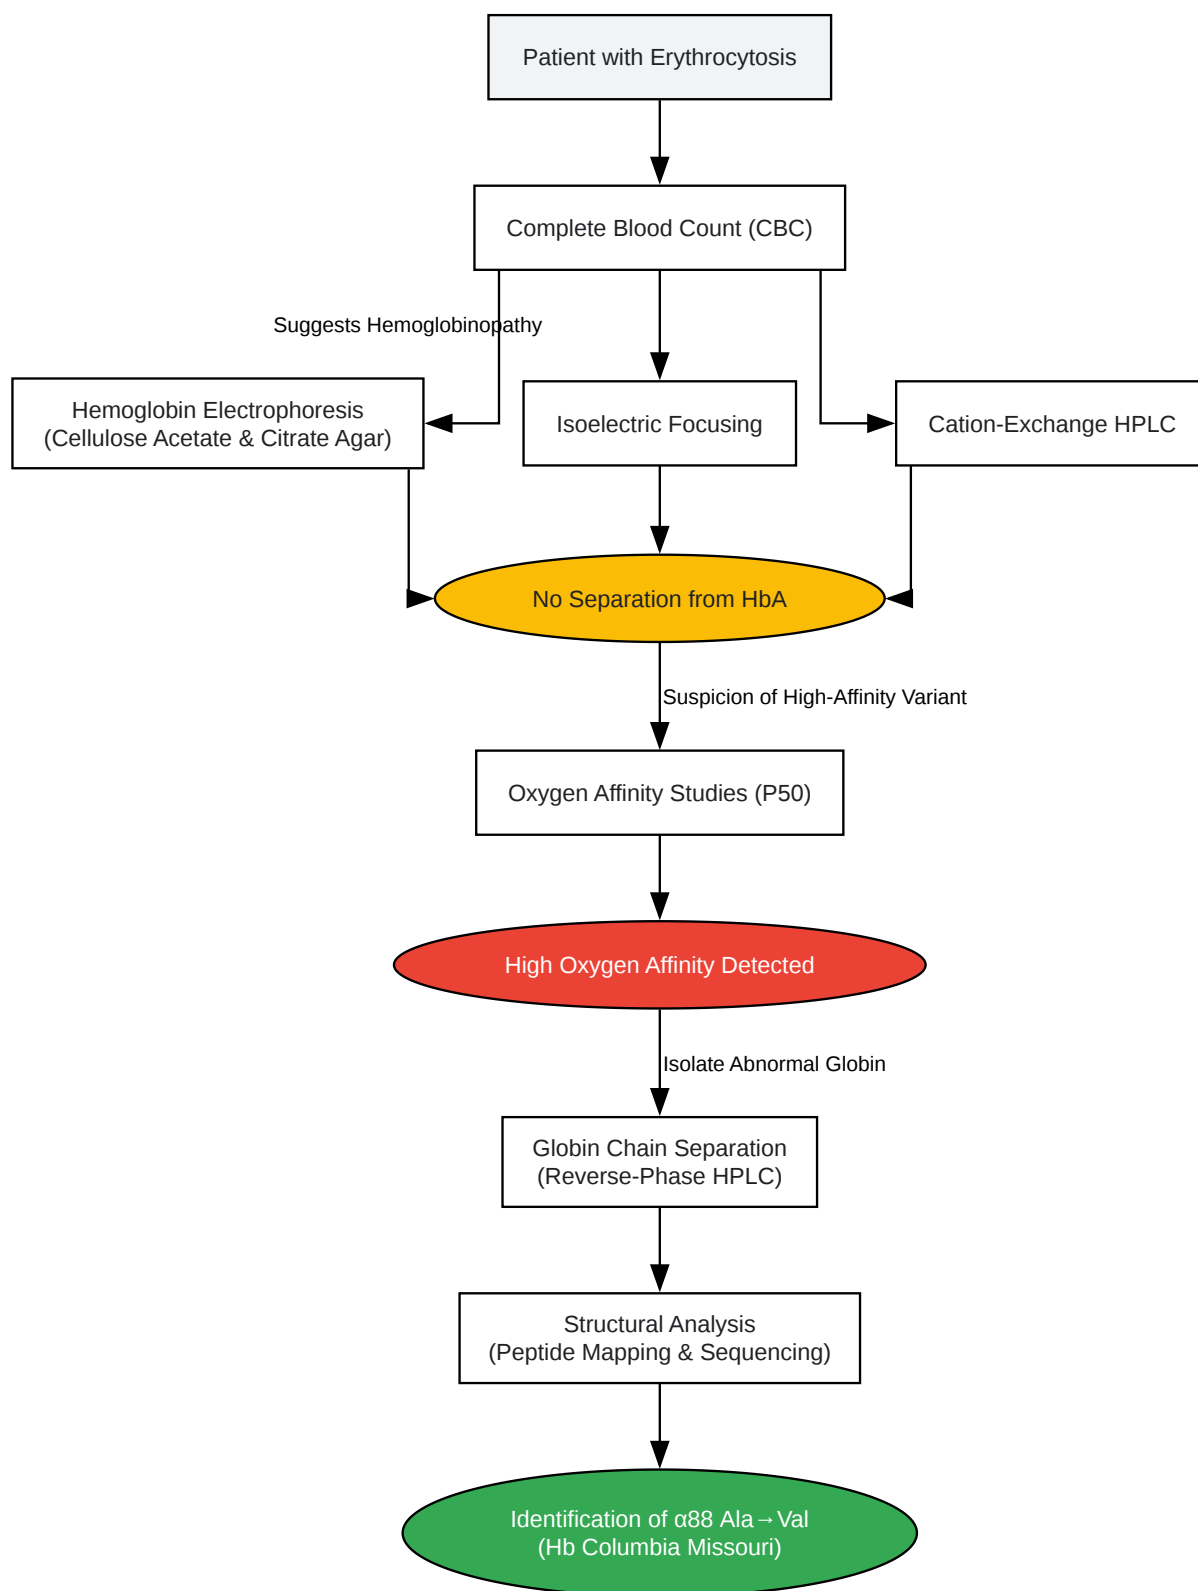 Patient with Erythrocytosis
Complete Blood Count (CBC)
Suggests Hemoglobinopathy
Hemoglobin Electrophoresis
(Cellulose Acetate & Citrate Agar)
Isoelectric Focusing
Cation-Exchange HPLC
No Separation from HbA
Suspicion of High-Affinity Variant
Oxygen Affinity Studies (P50)
High Oxygen Affinity Detected
Isolate Abnormal Globin
Globin Chain Separation
(Reverse-Phase HPLC)
Structural Analysis
(Peptide Mapping & Sequencing)
Identification of α88 Ala→Val
(Hb Columbia Missouri)